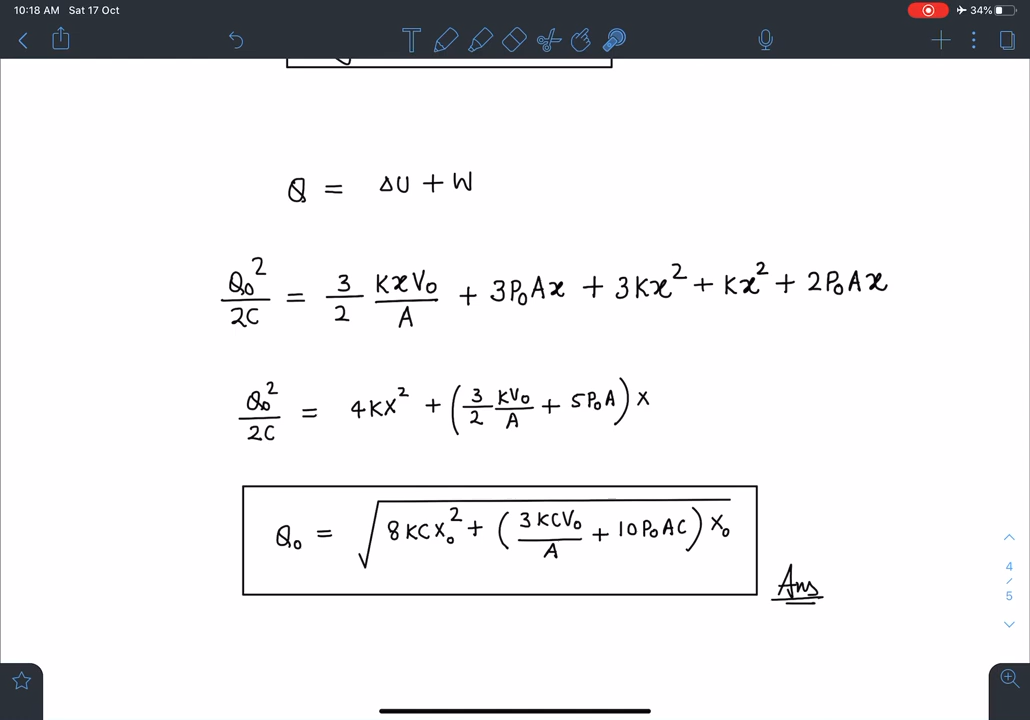 10:18 AM Sat 17 Oct 34%
Q = ΔU + W
Q₀²/2C = 3/2 KxV₀/A + 3P₀Ax + 3Kx² + Kx² + 2P₀Ax
Q₀²/2C = 4Kx² + (3/2 KV₀/A + 5P₀A) x
Q₀ = √(8KCX₀² + (3KCV₀/A + 10P₀AC) X₀)
Ans
4
/
5